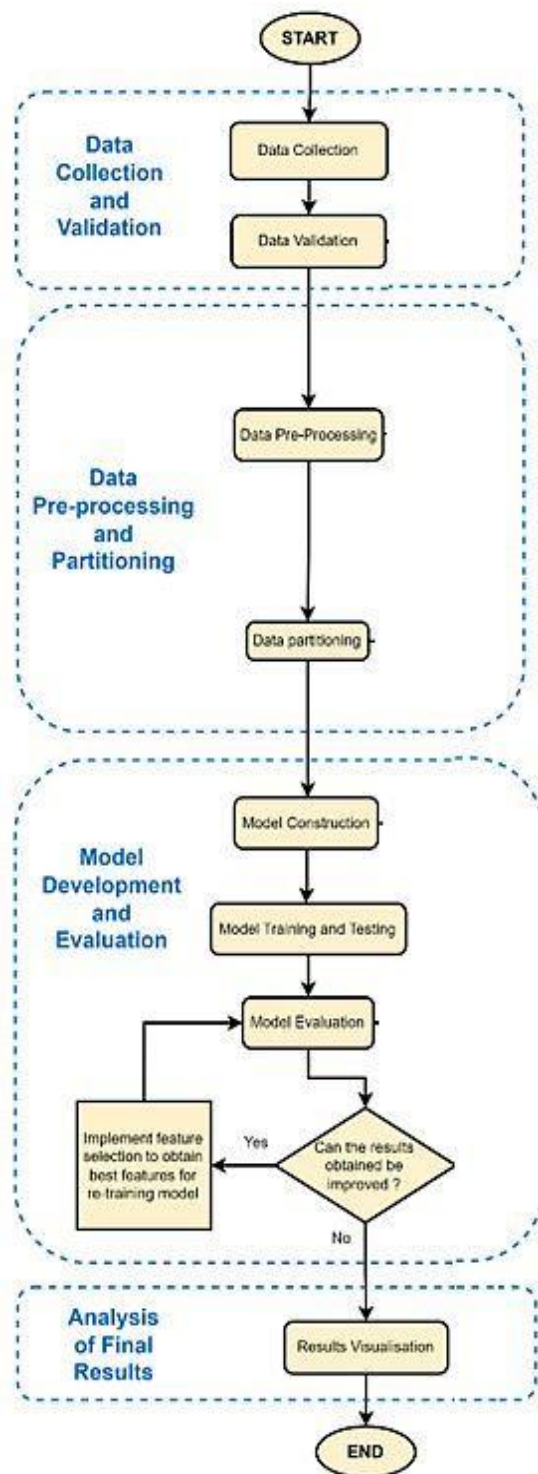 START
Data
Collection
and
Validation
Data Collection
Data Validation
Data
Pre-processing
and
Partitioning
Data Pre-Processing
Data partitioning
Model
Development
and
Evaluation
Model Construction
Model Training and Testing
Model Evaluation
Implement feature
selection to obtain
best features for
re-training model
Yes
Can the results
obtained be
improved ?
No
Analysis
of Final
Results
Results Visualisation
END